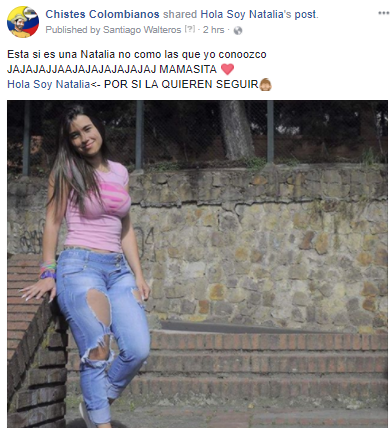 Chistes Colombianos shared Hola Soy Natalia's post.
Published by Santiago Walteros [?] · 2 hrs ·
Esta si es una Natalia no como las que yo conoozco
JAJAJAJJAAJAJAJAJAJAJAJ MAMASITA ❤
Hola Soy Natalia<- POR SI LA QUIEREN SEGUIR